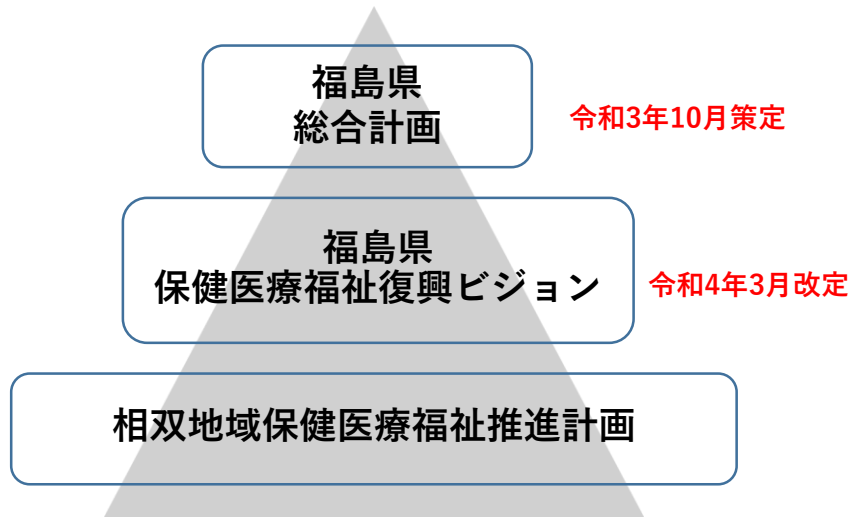 福島県
総合計画
令和3年10月策定
福島県
保健医療福祉復興ビジョン
令和4年3月改定
相双地域保健医療福祉推進計画